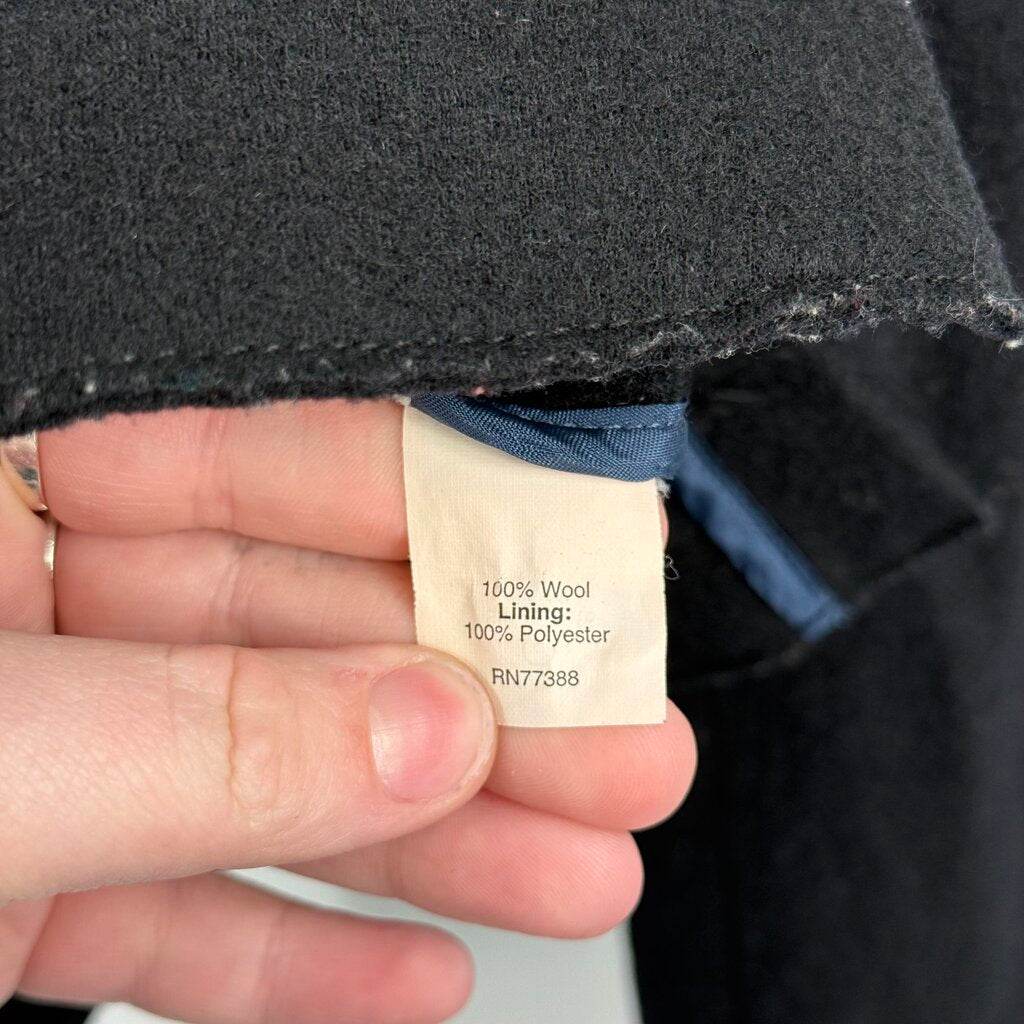 100% Wool
Lining:
100% Polyester
RN77388